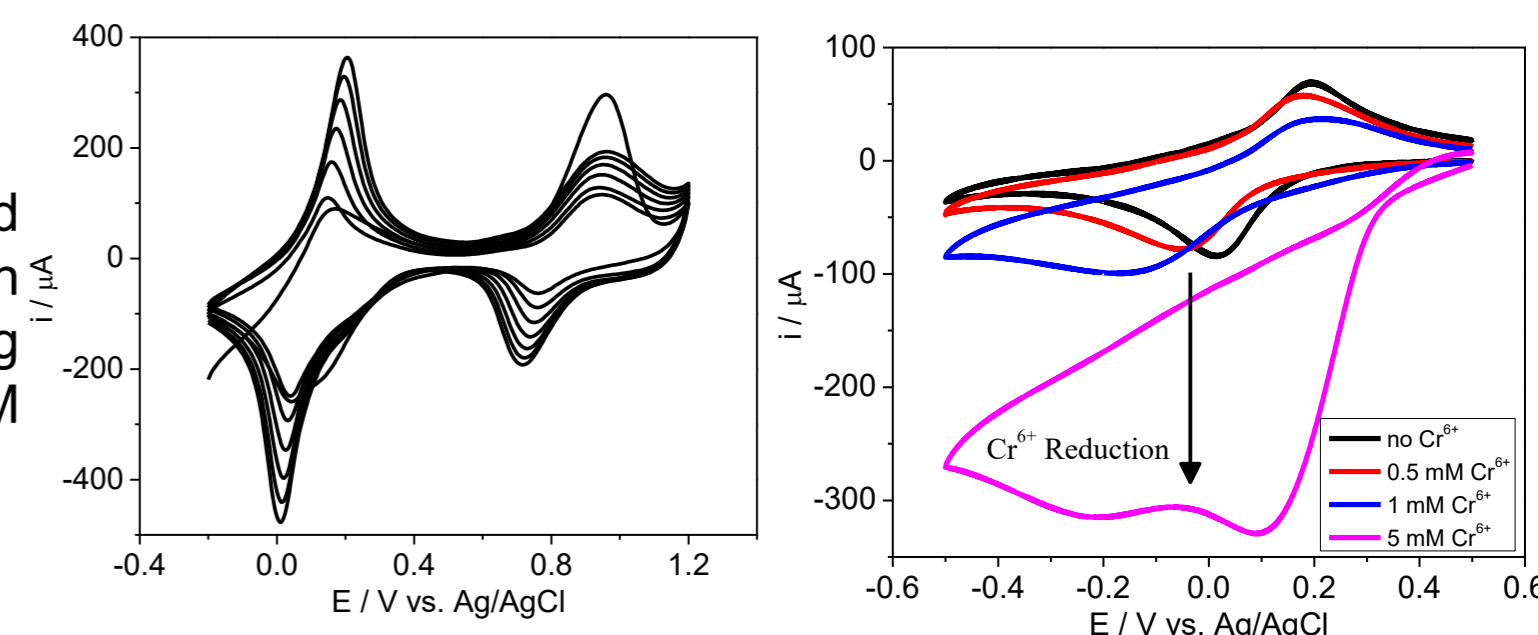 d
n
g
M
400
200
0
-200
-400
i / μA
-0.4 0.0 0.4 0.8 1.2
E / V vs. Ag/AgCl
100
0
-100
-200
-300
i / μA
Cr6+ Reduction
no Cr6+
0.5 mM Cr6+
1 mM Cr6+
5 mM Cr6+
-0.6 -0.4 -0.2 0.0 0.2 0.4 0.6
E / V vs. Ag/AgCl